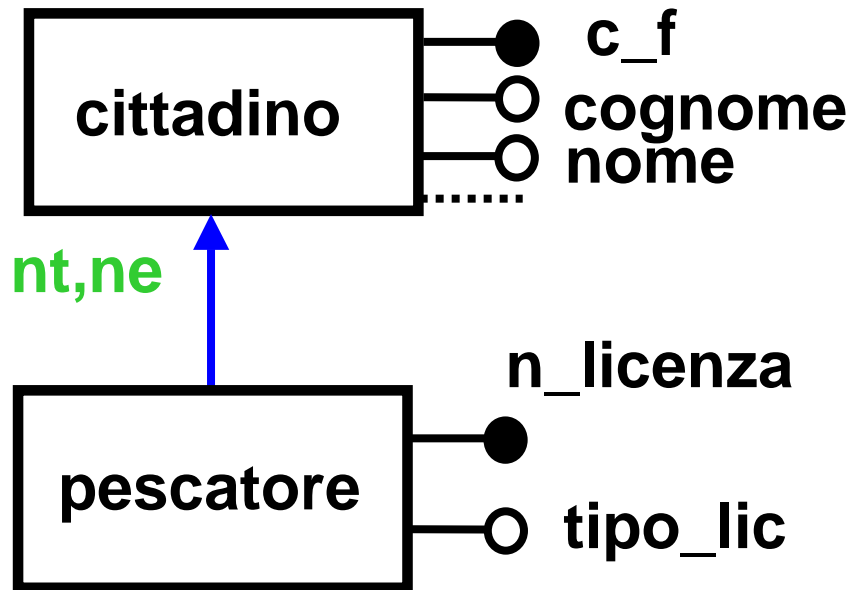 c_f
cittadino
cognome
nome
nt,ne
n_licenza
pescatore
tipo_lic